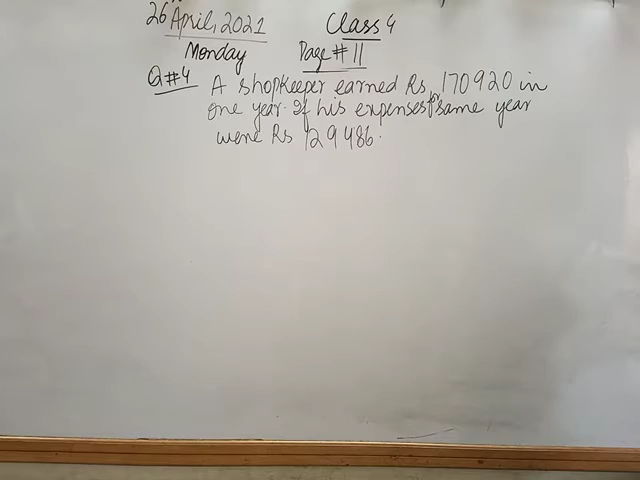 26 April, 2021 Class 4
Monday Page # 11
Q#4 A shopkeeper earned Rs 170920 in
one year. If his expenses for same year
were Rs 129486.